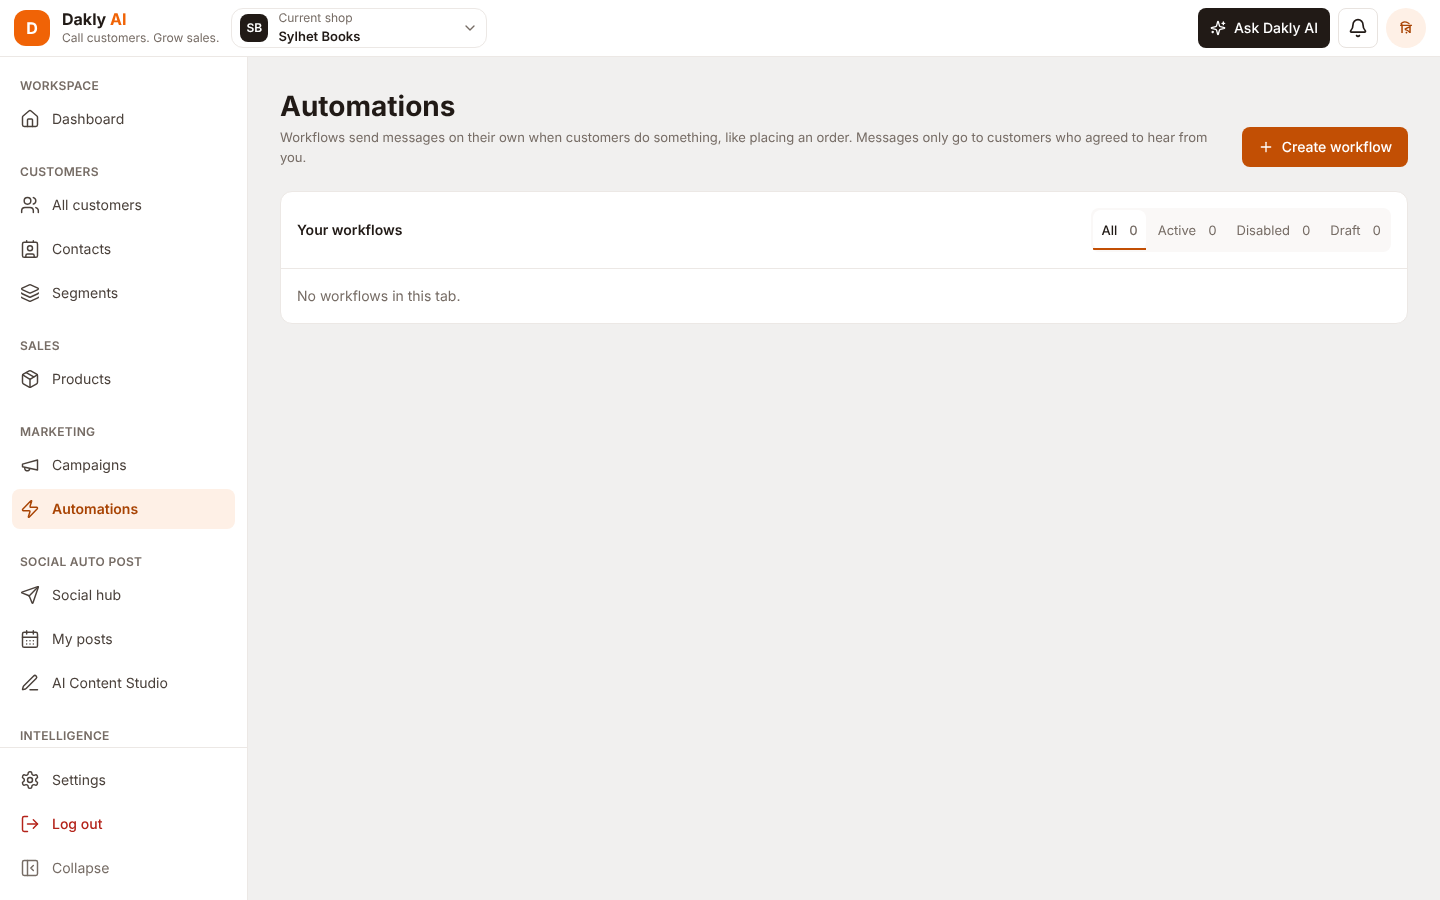 D
Dakly AI
Call customers. Grow sales.
SB
Current shop
Sylhet Books
Ask Dakly AI
রি
WORKSPACE
Dashboard
CUSTOMERS
All customers
Contacts
Segments
SALES
Products
MARKETING
Campaigns
Automations
SOCIAL AUTO POST
Social hub
My posts
AI Content Studio
INTELLIGENCE
Settings
Log out
Collapse
Automations
Workflows send messages on their own when customers do something, like placing an order. Messages only go to customers who agreed to hear from
you.
Create workflow
Your workflows
All 0 Active 0 Disabled 0 Draft 0
No workflows in this tab.